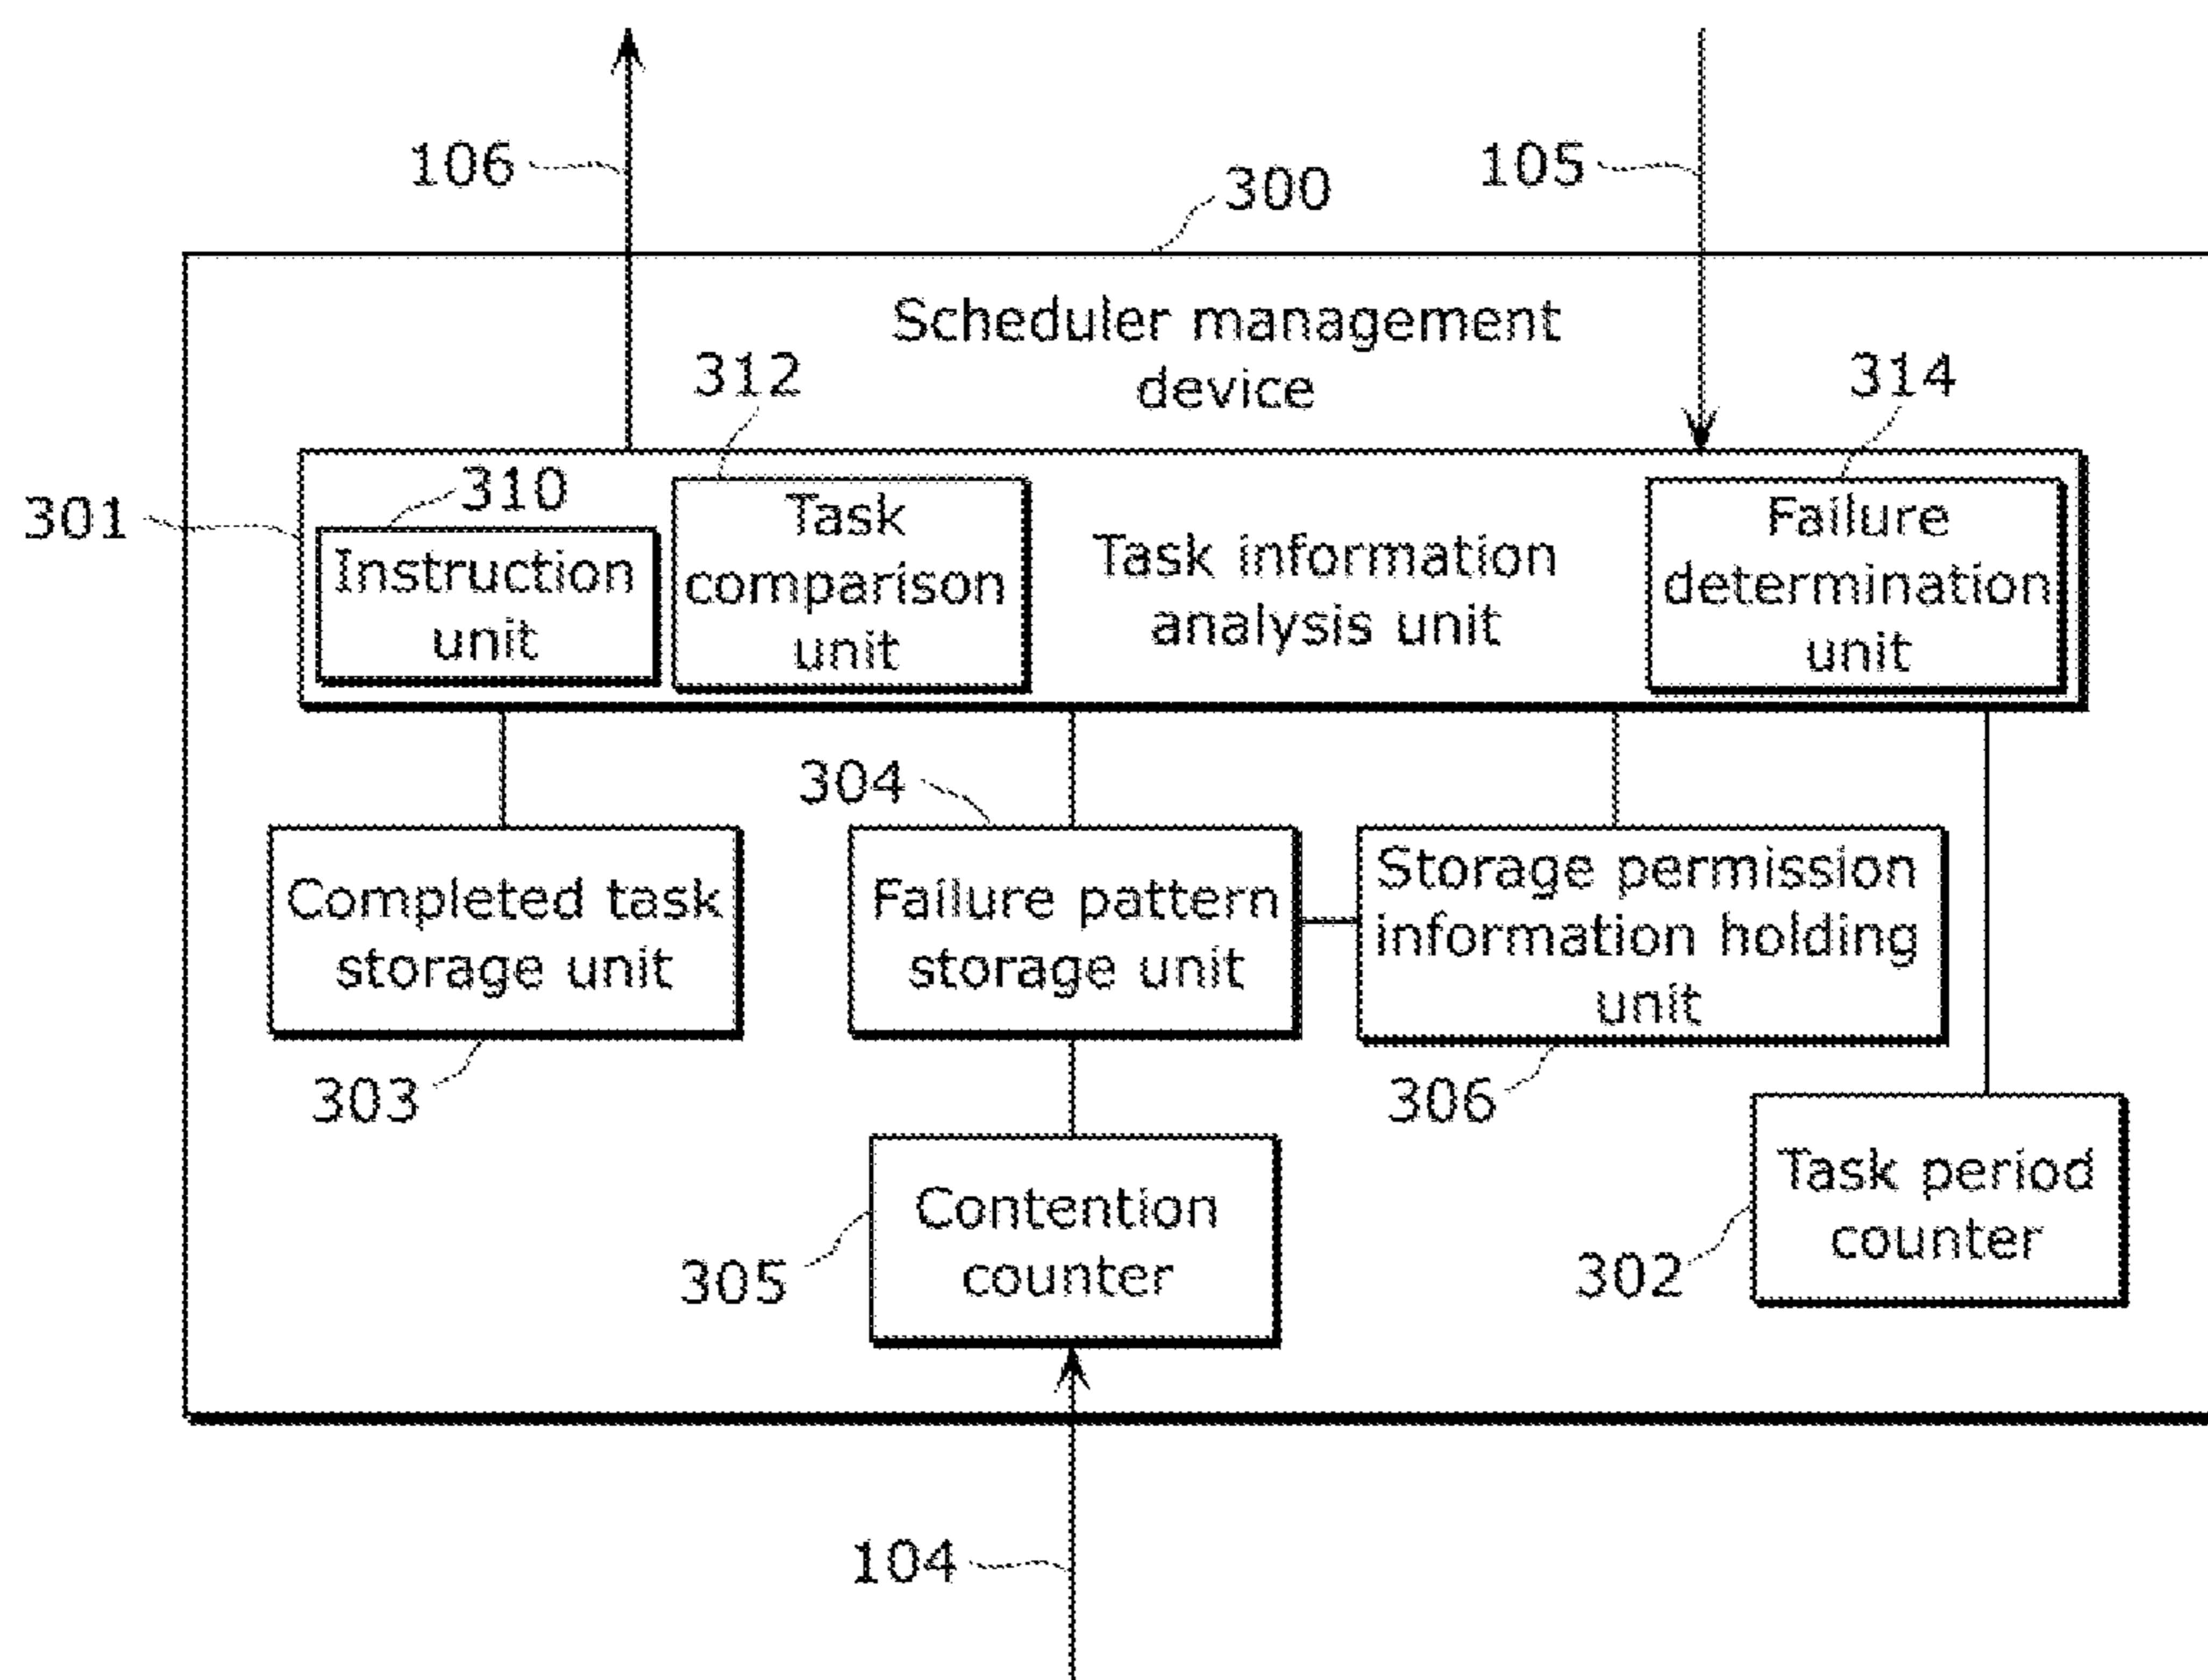 106
105
300
Scheduler management
device
312
314
301
310
Instruction
unit
Task
comparison
unit
Task information
analysis unit
Failure
determination
unit
304
Completed task
storage unit
Failure pattern
storage unit
Storage permission
information holding
unit
303
306
305
Contention
counter
302
Task period
counter
104